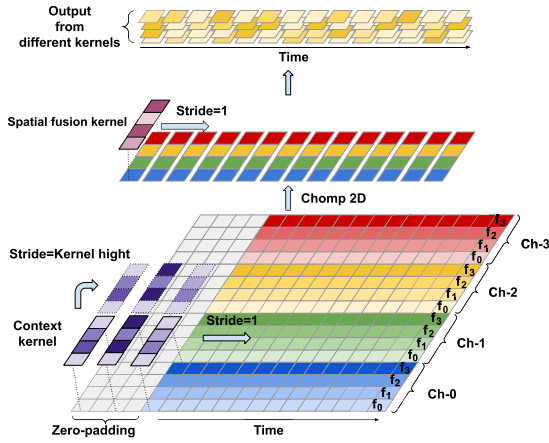 Output
from
different kernels
Time
Spatial fusion kernel
Stride=1
Chomp 2D
Stride=Kernel hight
Context
kernel
Stride=1
f3
f2
f1
f0
Ch-3
f3
f2
f1
f0
Ch-2
f3
f2
f1
f0
Ch-1
f3
f2
f1
f0
Ch-0
Zero-padding
Time